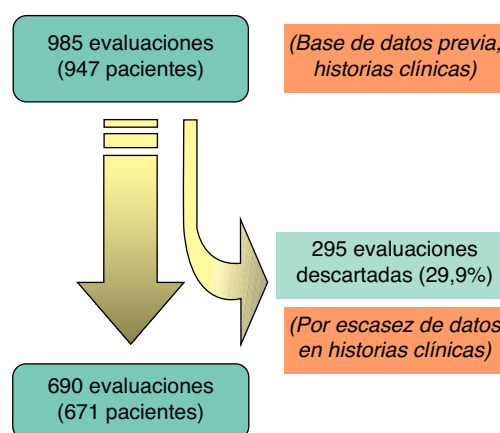 985 evaluaciones
(947 pacientes)
(Base de datos previa,
historias clínicas)
295 evaluaciones
descartadas (29,9%)
(Por escasez de datos
en historias clínicas)
690 evaluaciones
(671 pacientes)